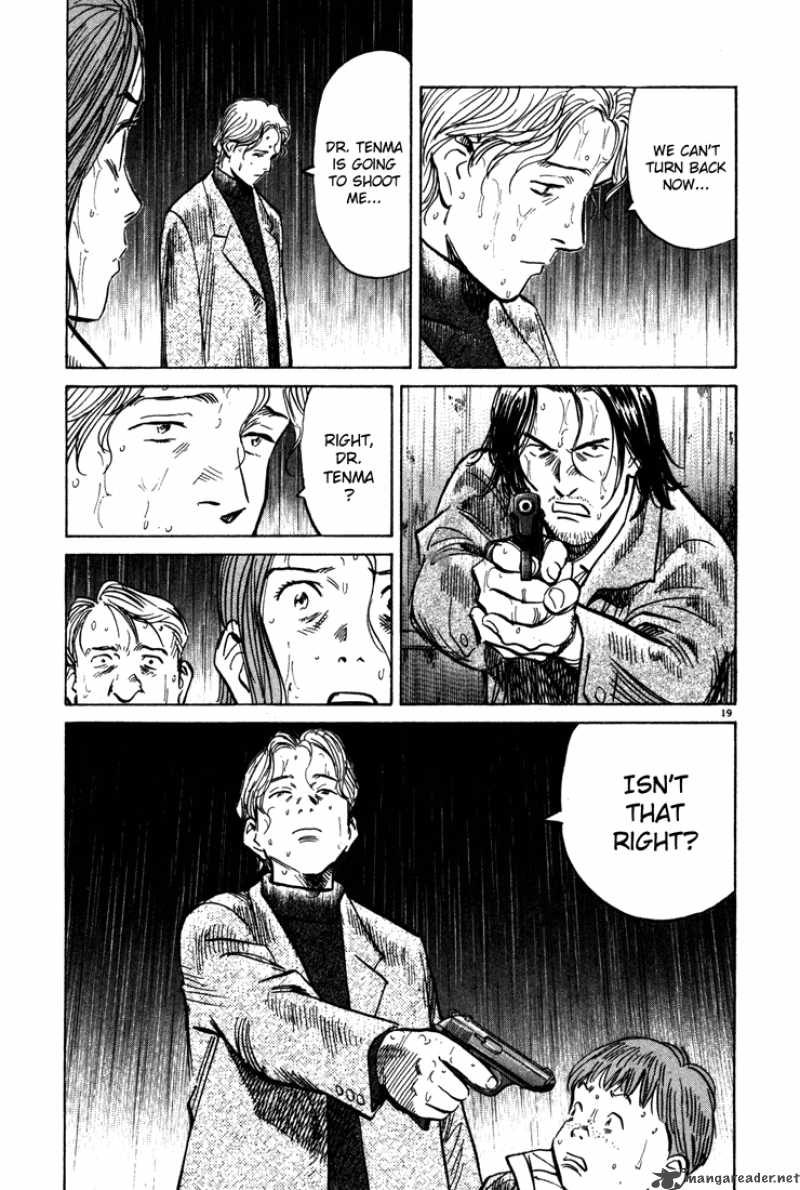 WE CAN'T
TURN BACK
NOW...
DR. TENMA
IS GOING
TO SHOOT
ME...
RIGHT,
DR.
TENMA
?
19
ISN'T
THAT
RIGHT?
mangareader.net